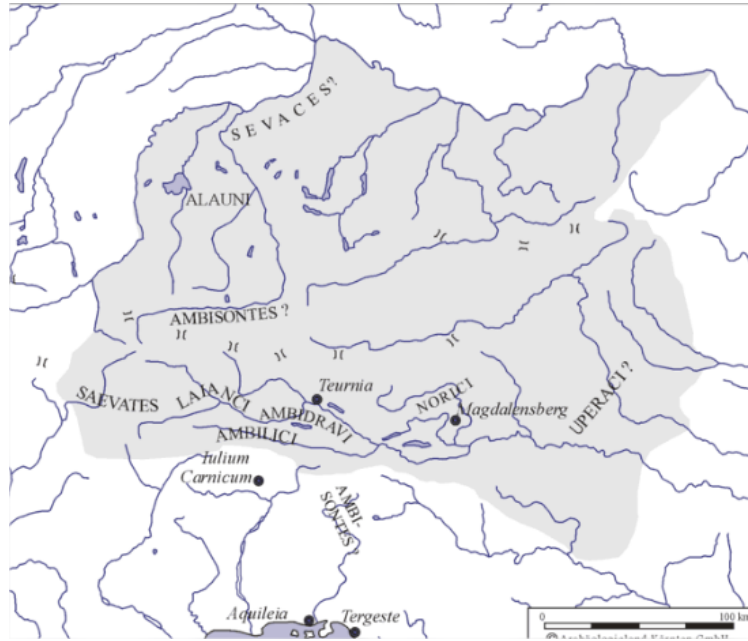 SEVACES?
ALAUNI
AMBISONTES ?
Teurnia
SAEVATES
LAIANCI
NORICI
AMBIDRAVI
Magdalensberg
UPERACI ?
AMBILICI
Iulium
Carnicum
AMBI-
SONTES?
Aquileia
Tergeste
0 100 km
© Archäologieland Kärnten GmbH